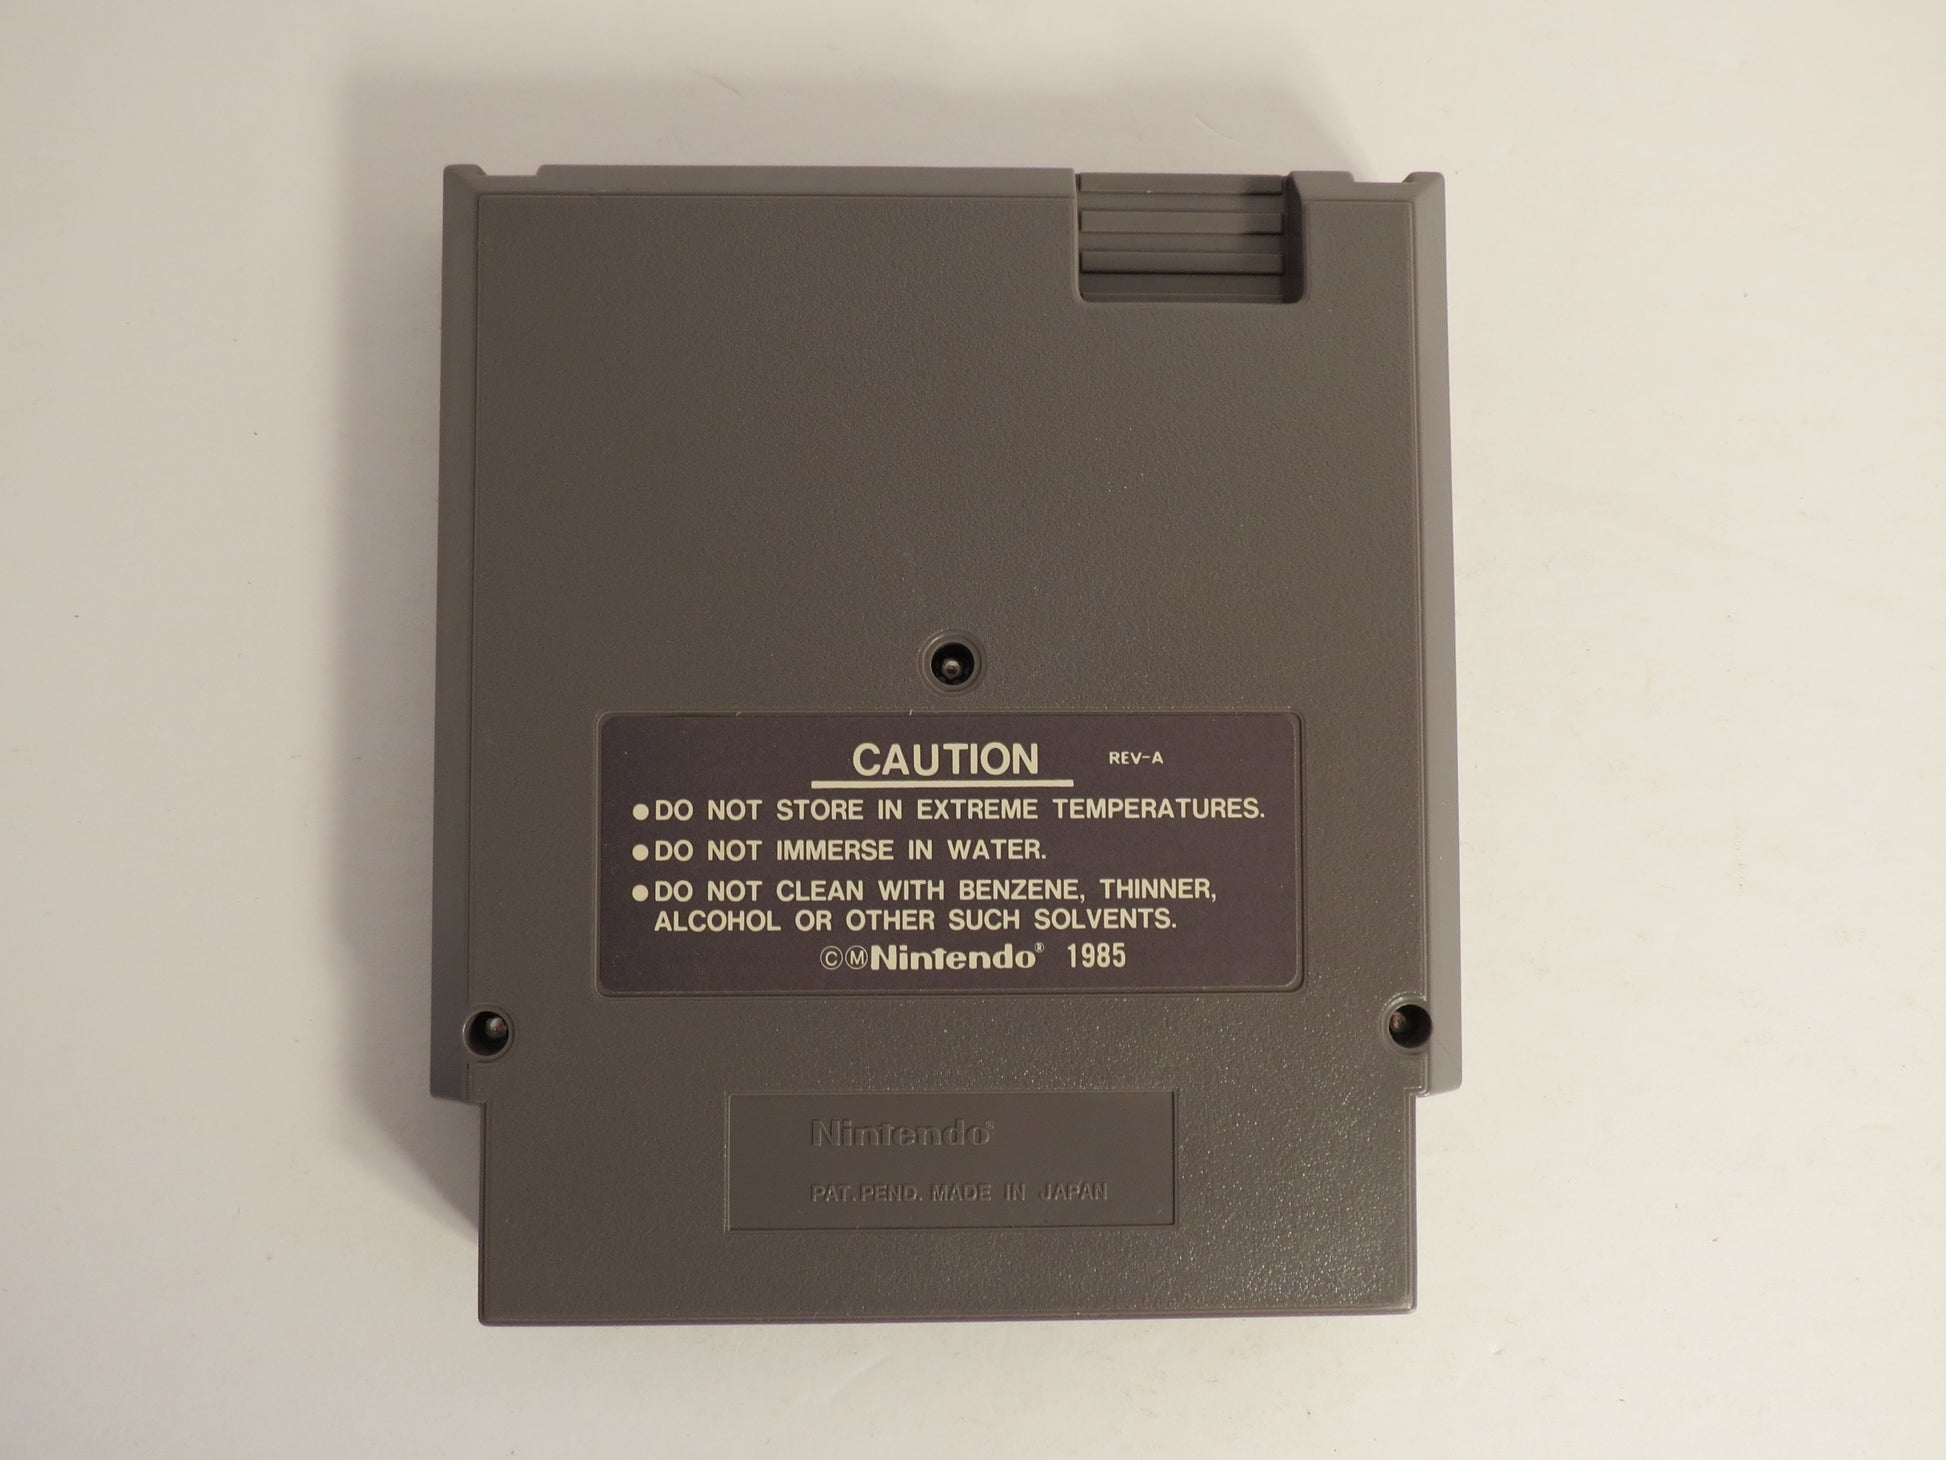 CAUTION REV-A
●DO NOT STORE IN EXTREME TEMPERATURES.
●DO NOT IMMERSE IN WATER.
●DO NOT CLEAN WITH BENZENE, THINNER,
ALCOHOL OR OTHER SUCH SOLVENTS.
©ⓂNintendo® 1985
Nintendo®
PAT. PEND. MADE IN JAPAN